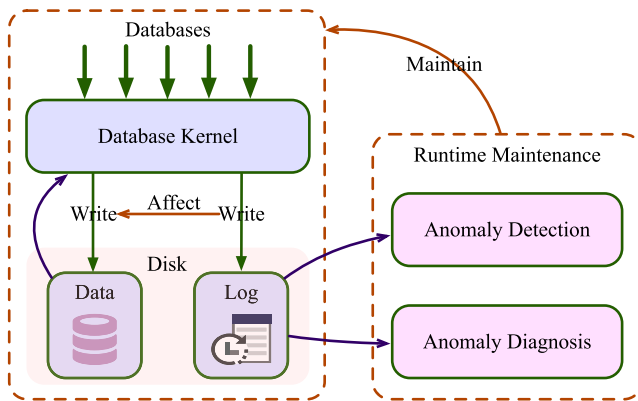 Databases
Maintain
Database Kernel
Runtime Maintenance
Write
Affect
Write
Anomaly Detection
Disk
Data
Log
Anomaly Diagnosis